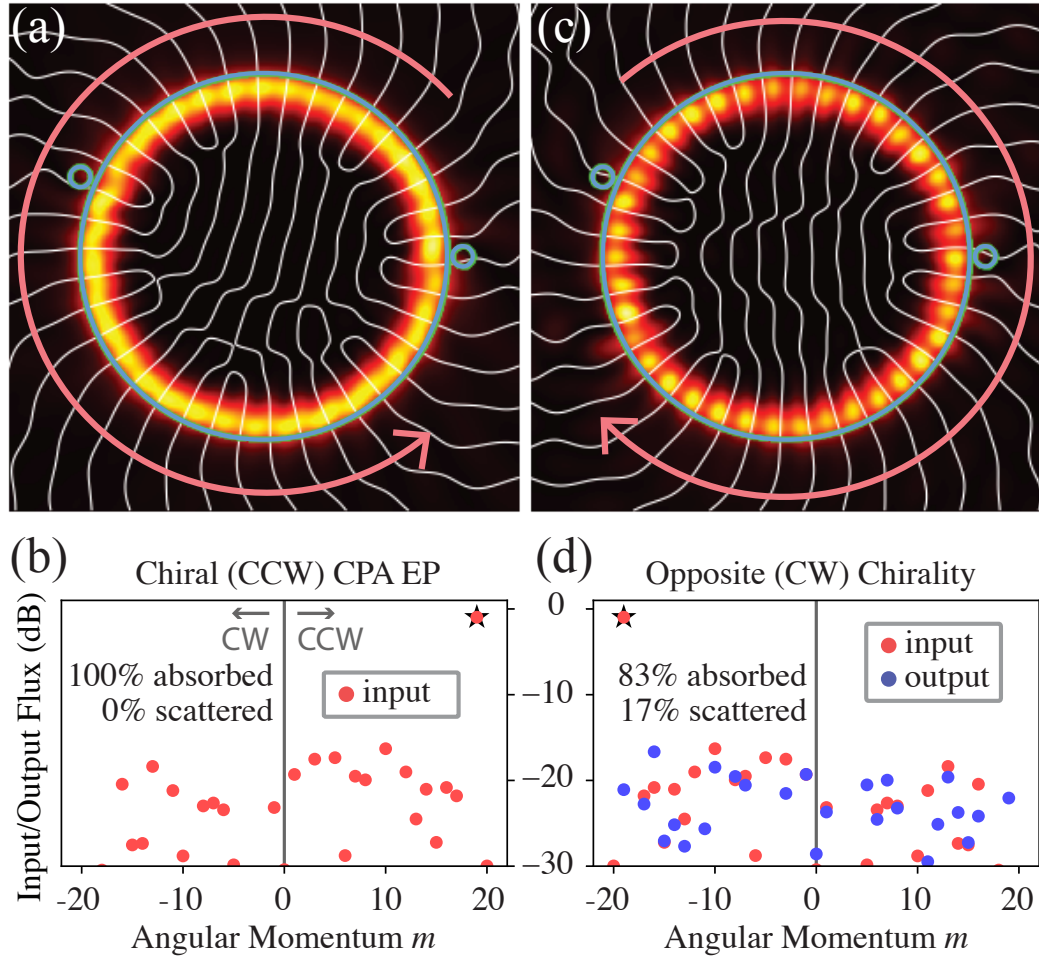 (a)
(c)
(b)
Chiral (CCW) CPA EP
Input/Output Flux (dB)
CW
CCW
100% absorbed
0% scattered
input
-20
-10
0
10
20
Angular Momentum m
0
−10
−20
−30
(d)
Opposite (CW) Chirality
83% absorbed
17% scattered
input
output
-20
-10
0
10
20
Angular Momentum m